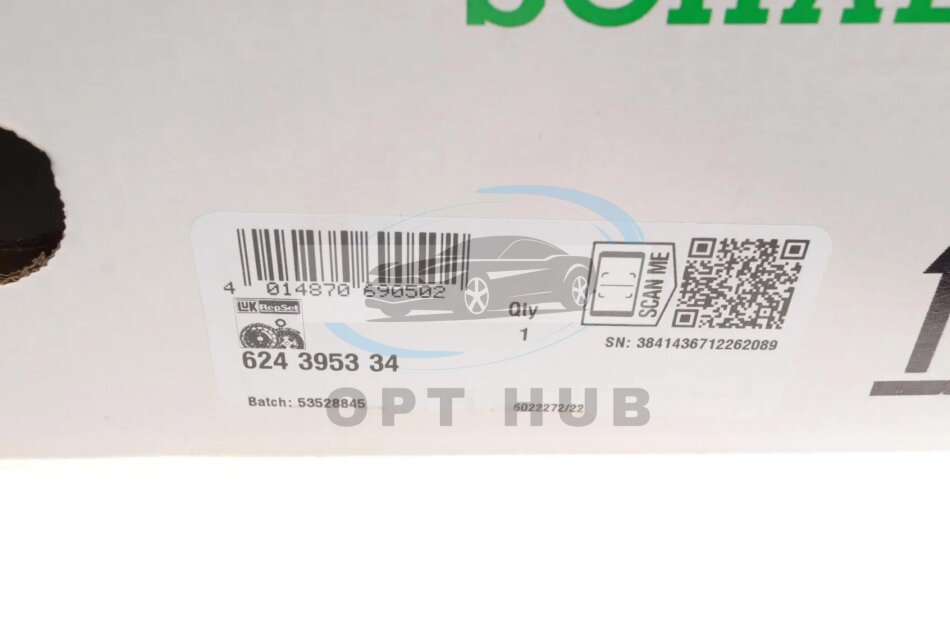 4 014870 690502
LuK RepSet
624 3953 34
Batch: 53528845
Qty
1
6022272/22
SCAN ME
SN: 3841436712262089
OPT HUB